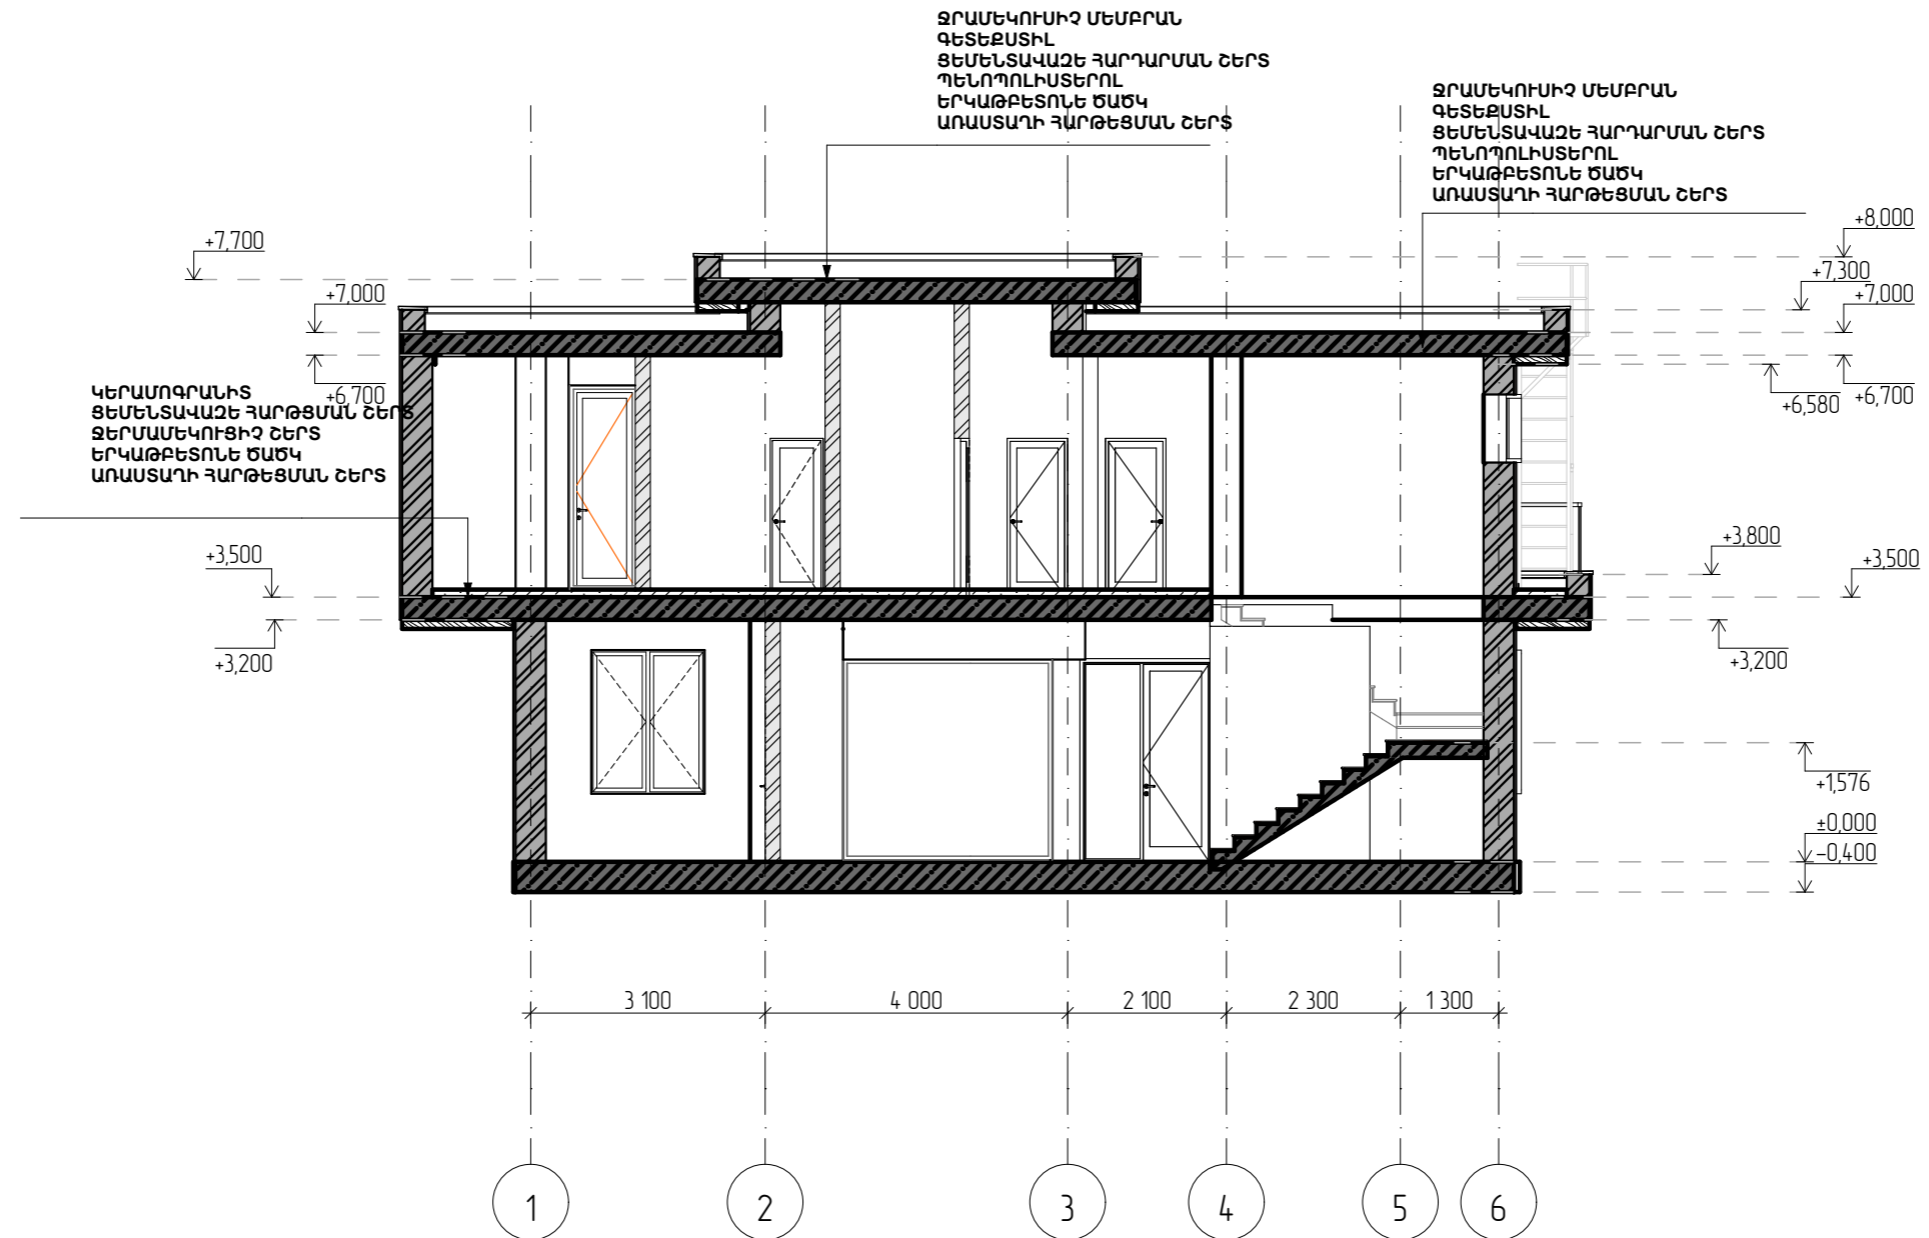 ՋՐԱՄԵԿՈՒՍԻՉ ՄԵՄԲՐԱՆ
ԳԵՏԵՔՍՏԻԼ
ՑԵՄԵՆՏԱՎԱԶԵ ՀԱՐԴԱՐՄԱՆ ՇԵՐՏ
ՊԵՆՈՊՈԼԻՍՏԵՐՈԼ
ԵՐԿԱԹԲԵՏՈՆԵ ԾԱԾԿ
ԱՌԱՍՏԱՂԻ ՀԱՐԹԵՑՄԱՆ ՇԵՐՏ
ՋՐԱՄԵԿՈՒՍԻՉ ՄԵՄԲՐԱՆ
ԳԵՏԵՔՍՏԻԼ
ՑԵՄԵՆՏԱՎԱԶԵ ՀԱՐԴԱՐՄԱՆ ՇԵՐՏ
ՊԵՆՈՊՈԼԻՍՏԵՐՈԼ
ԵՐԿԱԹԲԵՏՈՆԵ ԾԱԾԿ
ԱՌԱՍՏԱՂԻ ՀԱՐԹԵՑՄԱՆ ՇԵՐՏ
+7,700
+7,000
+6,700
ԿԵՐԱՄՈԳՐԱՆԻՏ
ՑԵՄԵՆՏԱՎԱԶԵ ՀԱՐԹՑՄԱՆ ՇԵՐՏ
ՋԵՐՄԱՄԵԿՈՒՑԻՉ ՇԵՐՏ
ԵՐԿԱԹԲԵՏՈՆԵ ԾԱԾԿ
ԱՌԱՍՏԱՂԻ ՀԱՐԹԵՑՄԱՆ ՇԵՐՏ
+3,500
+3,200
+8,000
+7,300
+7,000
+6,580
+6,700
+3,800
+3,500
+3,200
+1,576
±0,000
−0,400
3 100
4 000
2 100
2 300
1 300
1
2
3
4
5
6